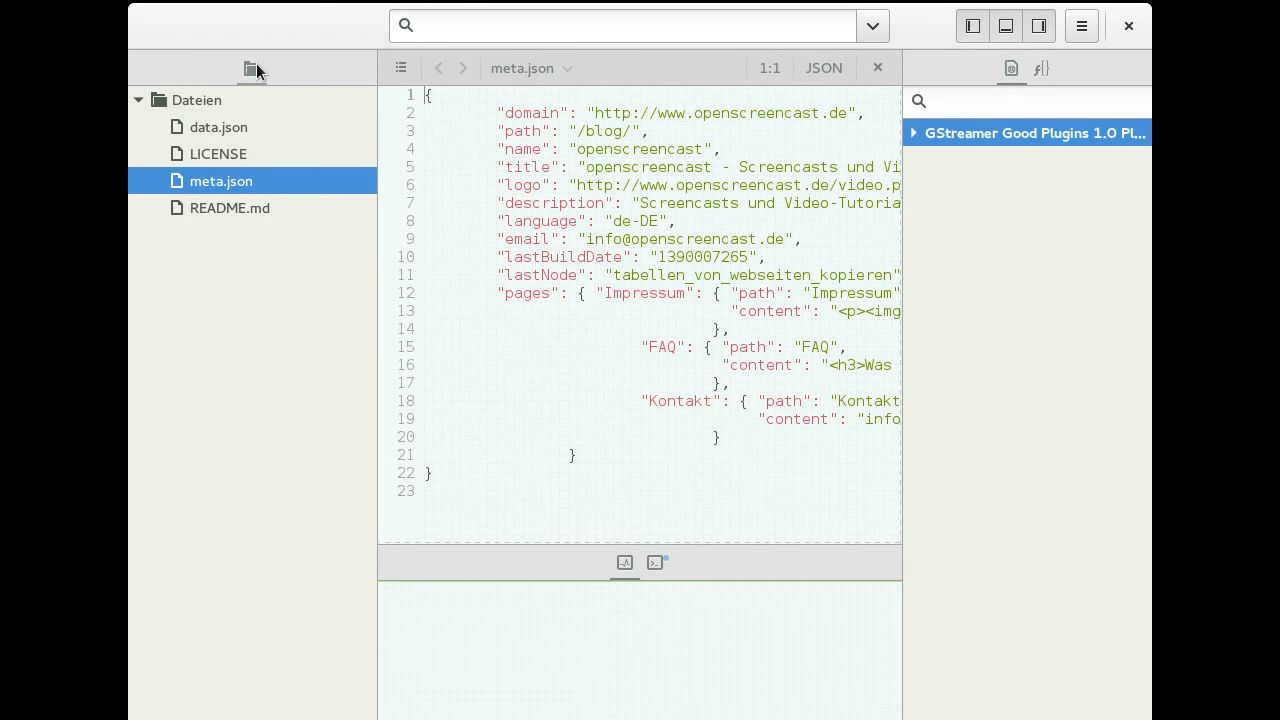 meta.json
1:1
JSON
Dateien
data.json
LICENSE
meta.json
README.md
1 {
2 "domain": "http://www.openscreencast.de",
3 "path": "/blog/",
4 "name": "openscreencast",
5 "title": "openscreencast - Screencasts und Vi
6 "logo": "http://www.openscreencast.de/video.p
7 "description": "Screencasts und Video-Tutoria
8 "language": "de-DE",
9 "email": "info@openscreencast.de",
10 "lastBuildDate": "1390007265",
11 "lastNode": "tabellen_von_webseiten_kopieren"
12 "pages": { "Impressum": { "path": "Impressum"
13 "content": "<p><img
14 },
15 "FAQ": { "path": "FAQ",
16 "content": "<h3>Was
17 },
18 "Kontakt": { "path": "Kontakt
19 "content": "info
20 }
21 }
22 }
23
GStreamer Good Plugins 1.0 Pl...